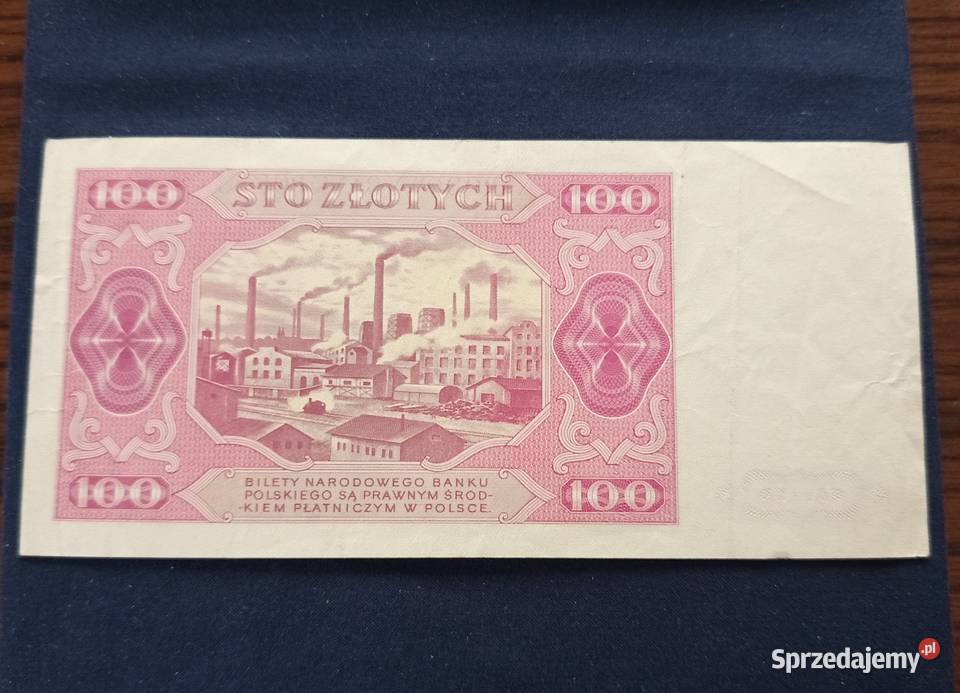 100 STO ZŁOTYCH 100
BILETY NARODOWEGO BANKU
POLSKIEGO SĄ PRAWNYM ŚROD-
-KIEM PŁATNICZYM W POLSCE.
100 100
Sprzedajemy.pl